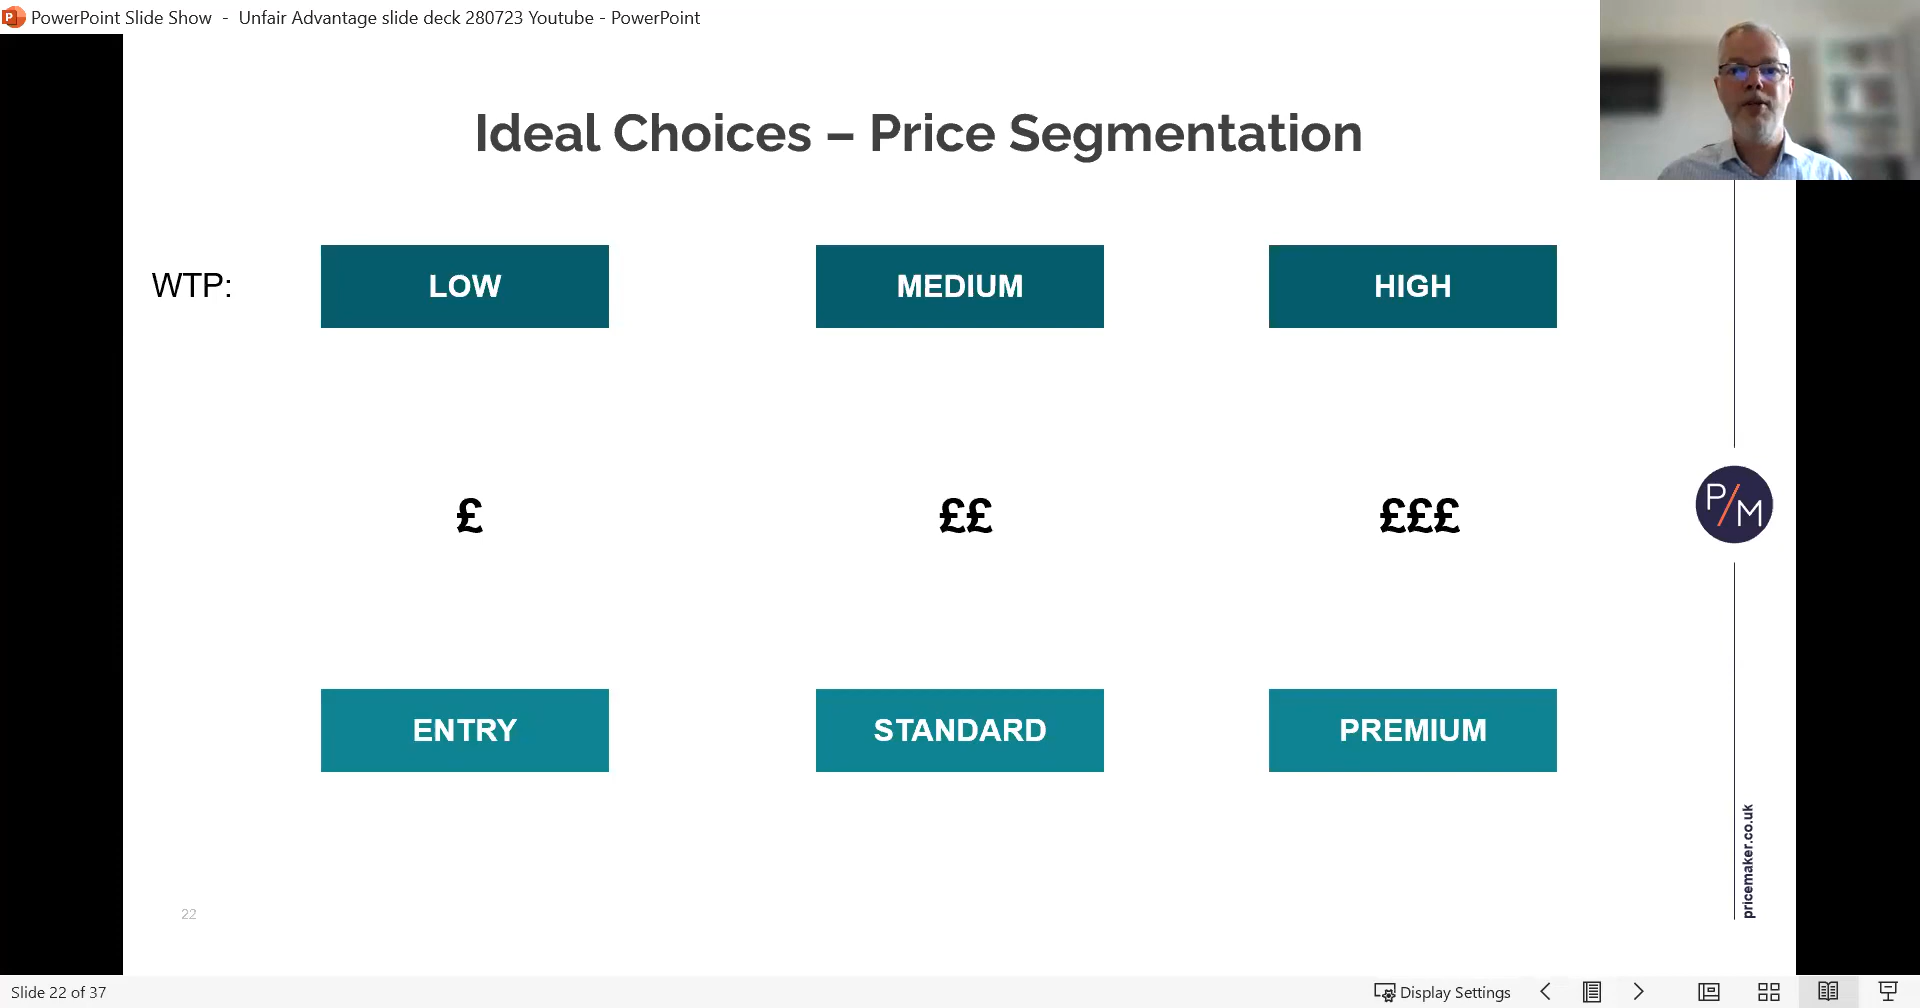 PowerPoint Slide Show - Unfair Advantage slide deck 280723 Youtube - PowerPoint
Ideal Choices – Price Segmentation
WTP:
LOW
MEDIUM
HIGH
£
££
£££
P/M
ENTRY
STANDARD
PREMIUM
pricemaker.co.uk
22
Slide 22 of 37
Display Settings